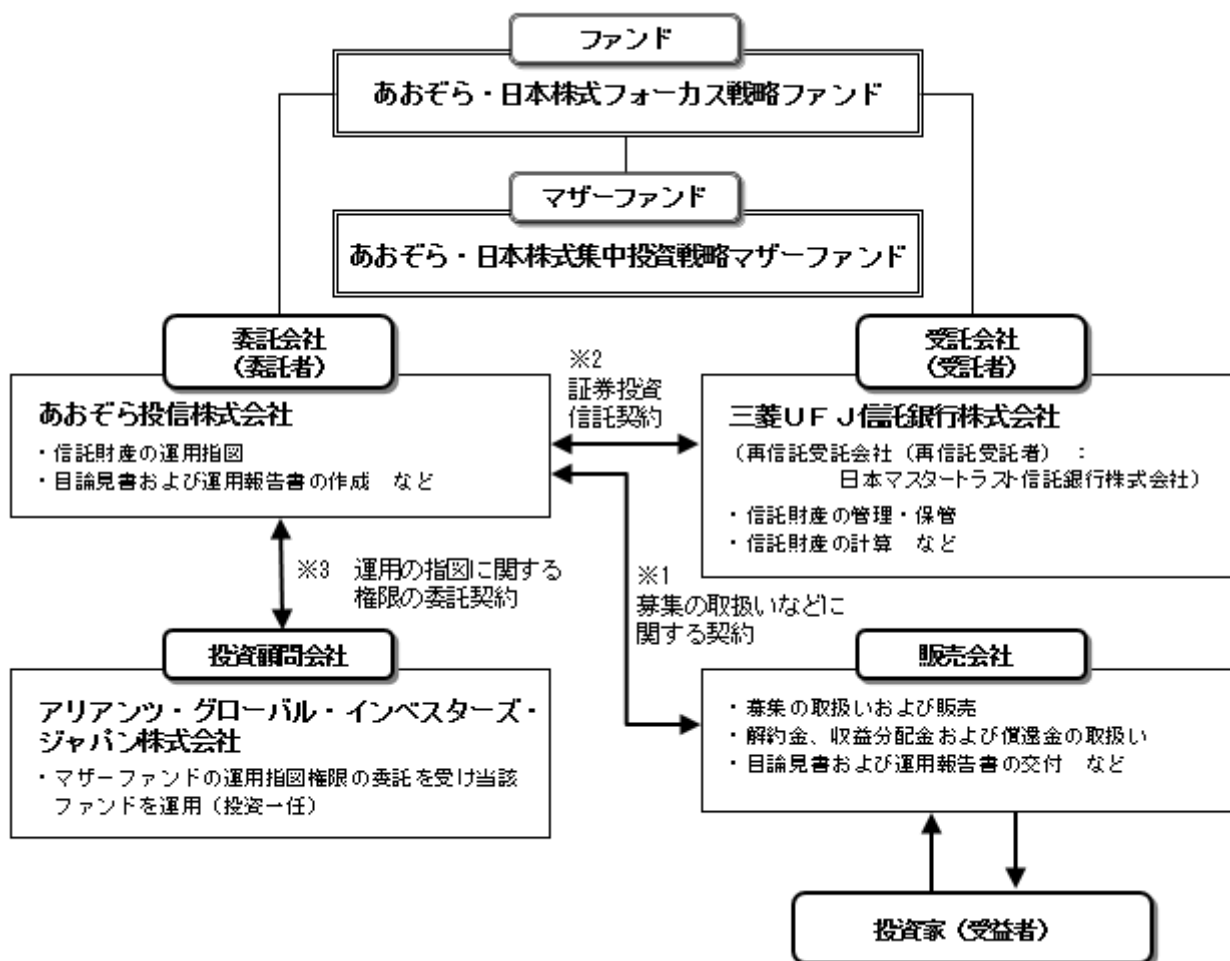 ファンド
あおぞら・日本株式フォーカス戦略ファンド
マザーファンド
あおぞら・日本株式集中投資戦略マザーファンド
委託会社
(委託者)
あおぞら投信株式会社
・信託財産の運用指図
・目論見書および運用報告書の作成 など
※2
証券投資
信託契約
受託会社
(受託者)
三菱UFJ信託銀行株式会社
(再信託受託会社(再信託受託者) :
日本マスタートラスト信託銀行株式会社)
・信託財産の管理・保管
・信託財産の計算 など
※3 運用の指図に関する
権限の委託契約
※1
募集の取扱いなどに
関する契約
投資顧問会社
アリアンツ・グローバル・インベスターズ・
ジャパン株式会社
・マザーファンドの運用指図権限の委託を受け当該
ファンドを運用(投資一任)
販売会社
・募集の取扱いおよび販売
・解約金、収益分配金および償還金の取扱い
・目論見書および運用報告書の交付 など
投資家(受益者)